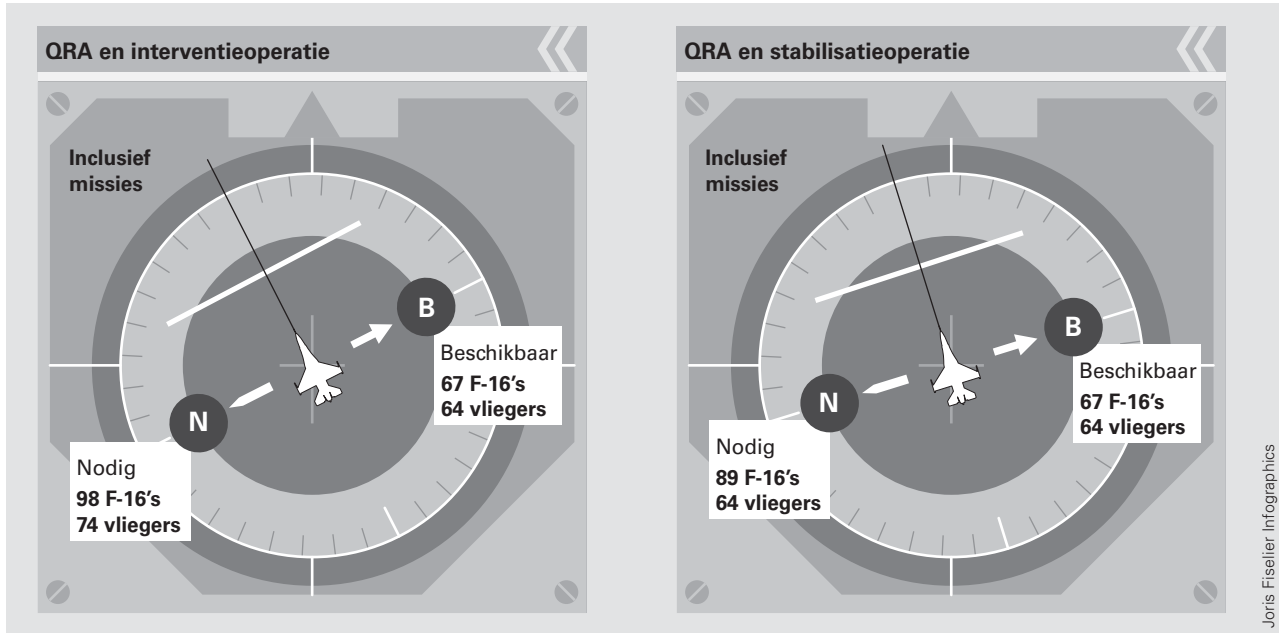 QRA en interventieoperatie
Inclusief
missies
B
Beschikbaar
67 F-16's
64 vliegers
N
Nodig
98 F-16's
74 vliegers
QRA en stabilisatieoperatie
Inclusief
missies
B
Beschikbaar
67 F-16's
64 vliegers
N
Nodig
89 F-16's
64 vliegers
Joris Fiselier Infographics